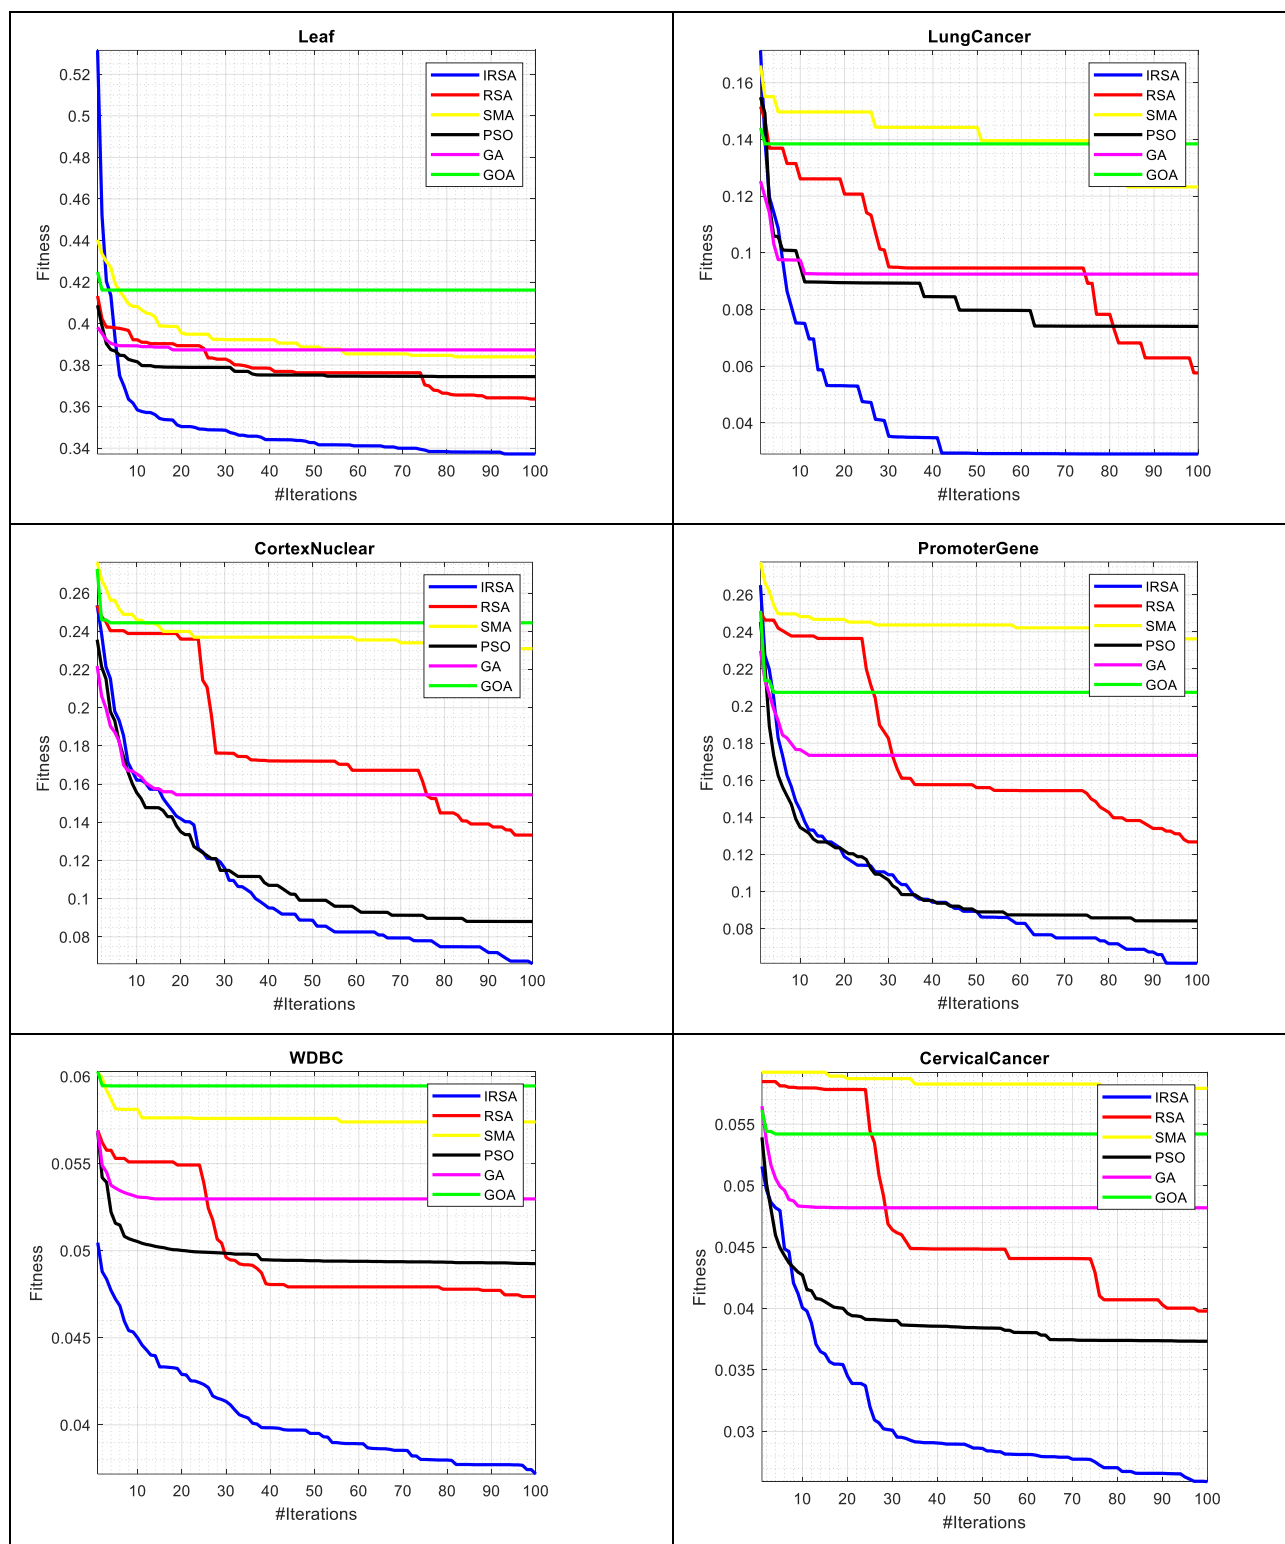 Leaf
0.52
0.5
0.48
0.46
0.44
0.42
0.4
0.38
0.36
0.34
Fitness
10 20 30 40 50 60 70 80 90 100
#Iterations
IRSA
RSA
SMA
PSO
GA
GOA
LungCancer
0.16
0.14
0.12
0.1
0.08
0.06
0.04
Fitness
10 20 30 40 50 60 70 80 90 100
#Iterations
IRSA
RSA
SMA
PSO
GA
GOA
CortexNuclear
0.26
0.24
0.22
0.2
0.18
0.16
0.14
0.12
0.1
0.08
Fitness
10 20 30 40 50 60 70 80 90 100
#Iterations
IRSA
RSA
SMA
PSO
GA
GOA
PromoterGene
0.26
0.24
0.22
0.2
0.18
0.16
0.14
0.12
0.1
0.08
Fitness
10 20 30 40 50 60 70 80 90 100
#Iterations
IRSA
RSA
SMA
PSO
GA
GOA
WDBC
0.06
0.055
0.05
0.045
0.04
Fitness
10 20 30 40 50 60 70 80 90 100
#Iterations
IRSA
RSA
SMA
PSO
GA
GOA
CervicalCancer
0.055
0.05
0.045
0.04
0.035
0.03
Fitness
10 20 30 40 50 60 70 80 90 100
#Iterations
IRSA
RSA
SMA
PSO
GA
GOA